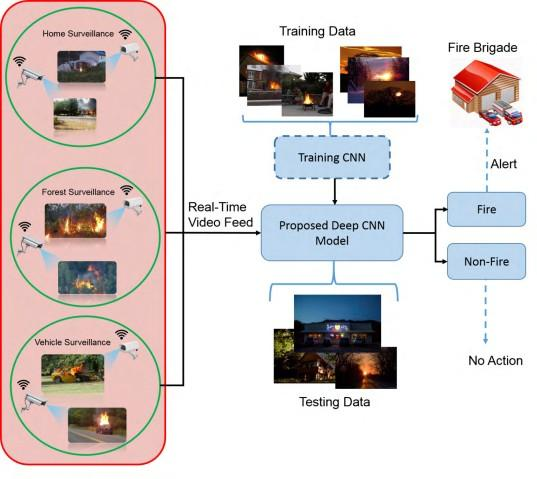 Home Surveillance
Forest Surveillance
Vehicle Surveillance
Real-Time
Video Feed
Training Data
Training CNN
Proposed Deep CNN
Model
Testing Data
Fire Brigade
Alert
Fire
Non-Fire
No Action